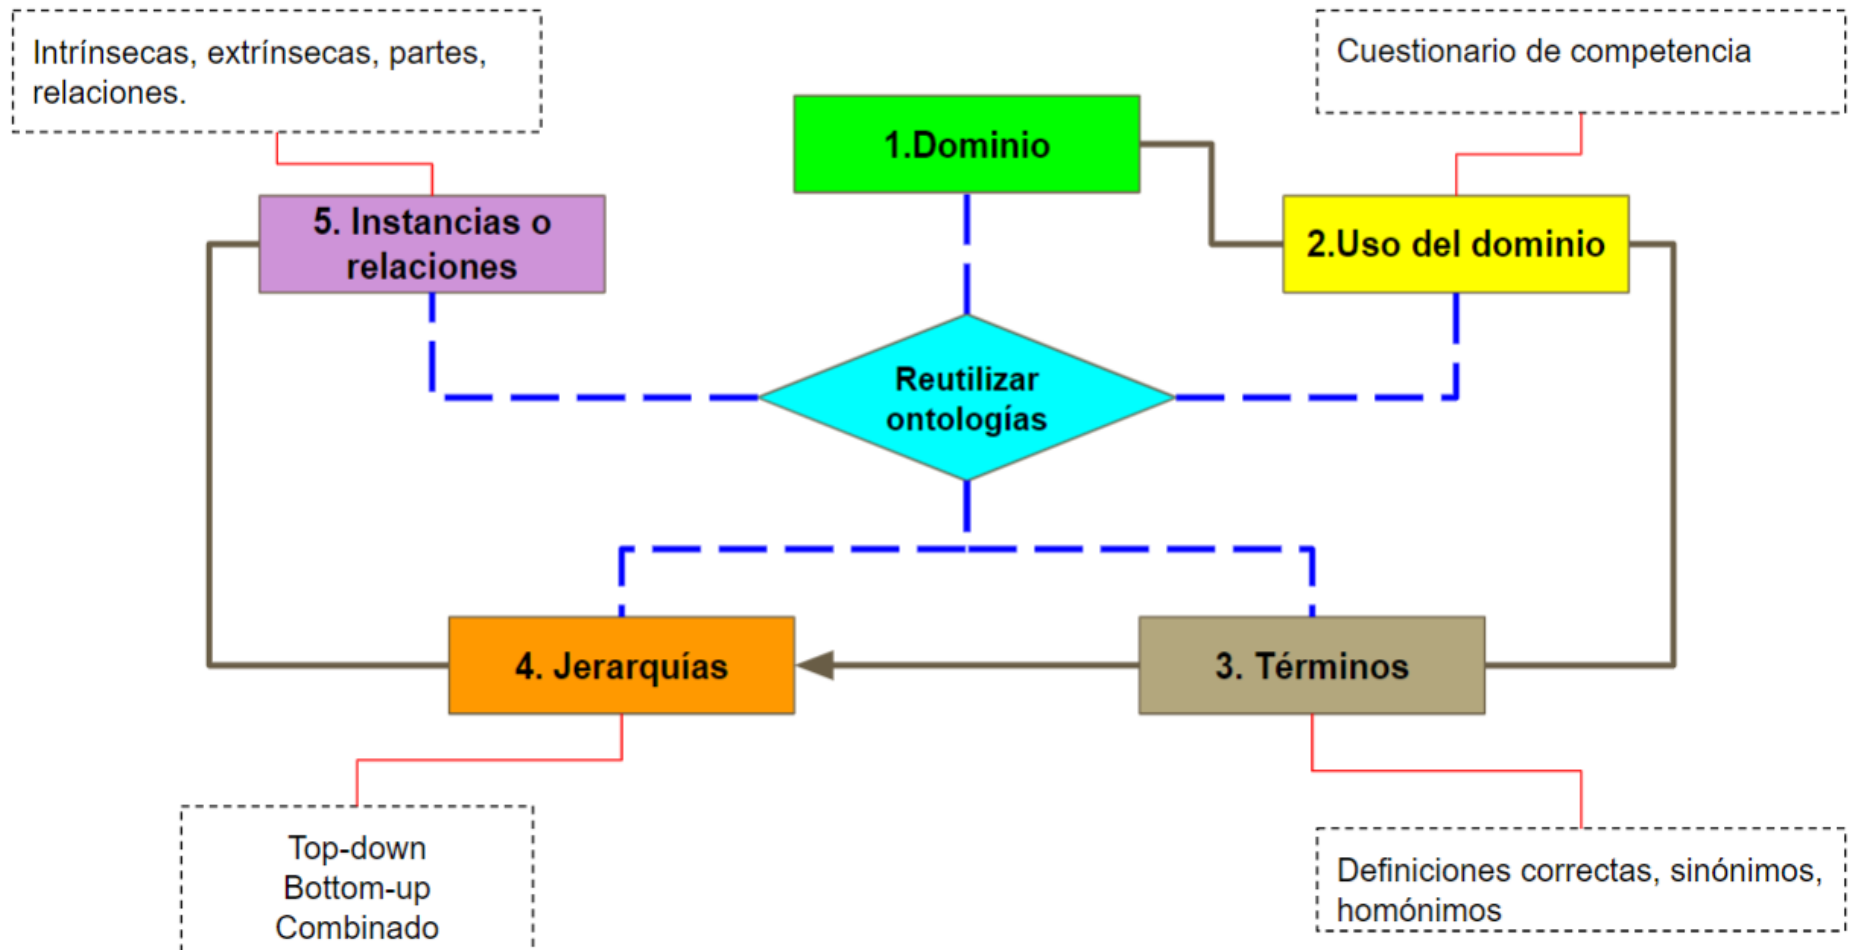 Intrínsecas, extrínsecas, partes,
relaciones.
Cuestionario de competencia
1.Dominio
5. Instancias o
relaciones
2.Uso del dominio
Reutilizar
ontologías
4. Jerarquías
3. Términos
Top-down
Bottom-up
Combinado
Definiciones correctas, sinónimos,
homónimos